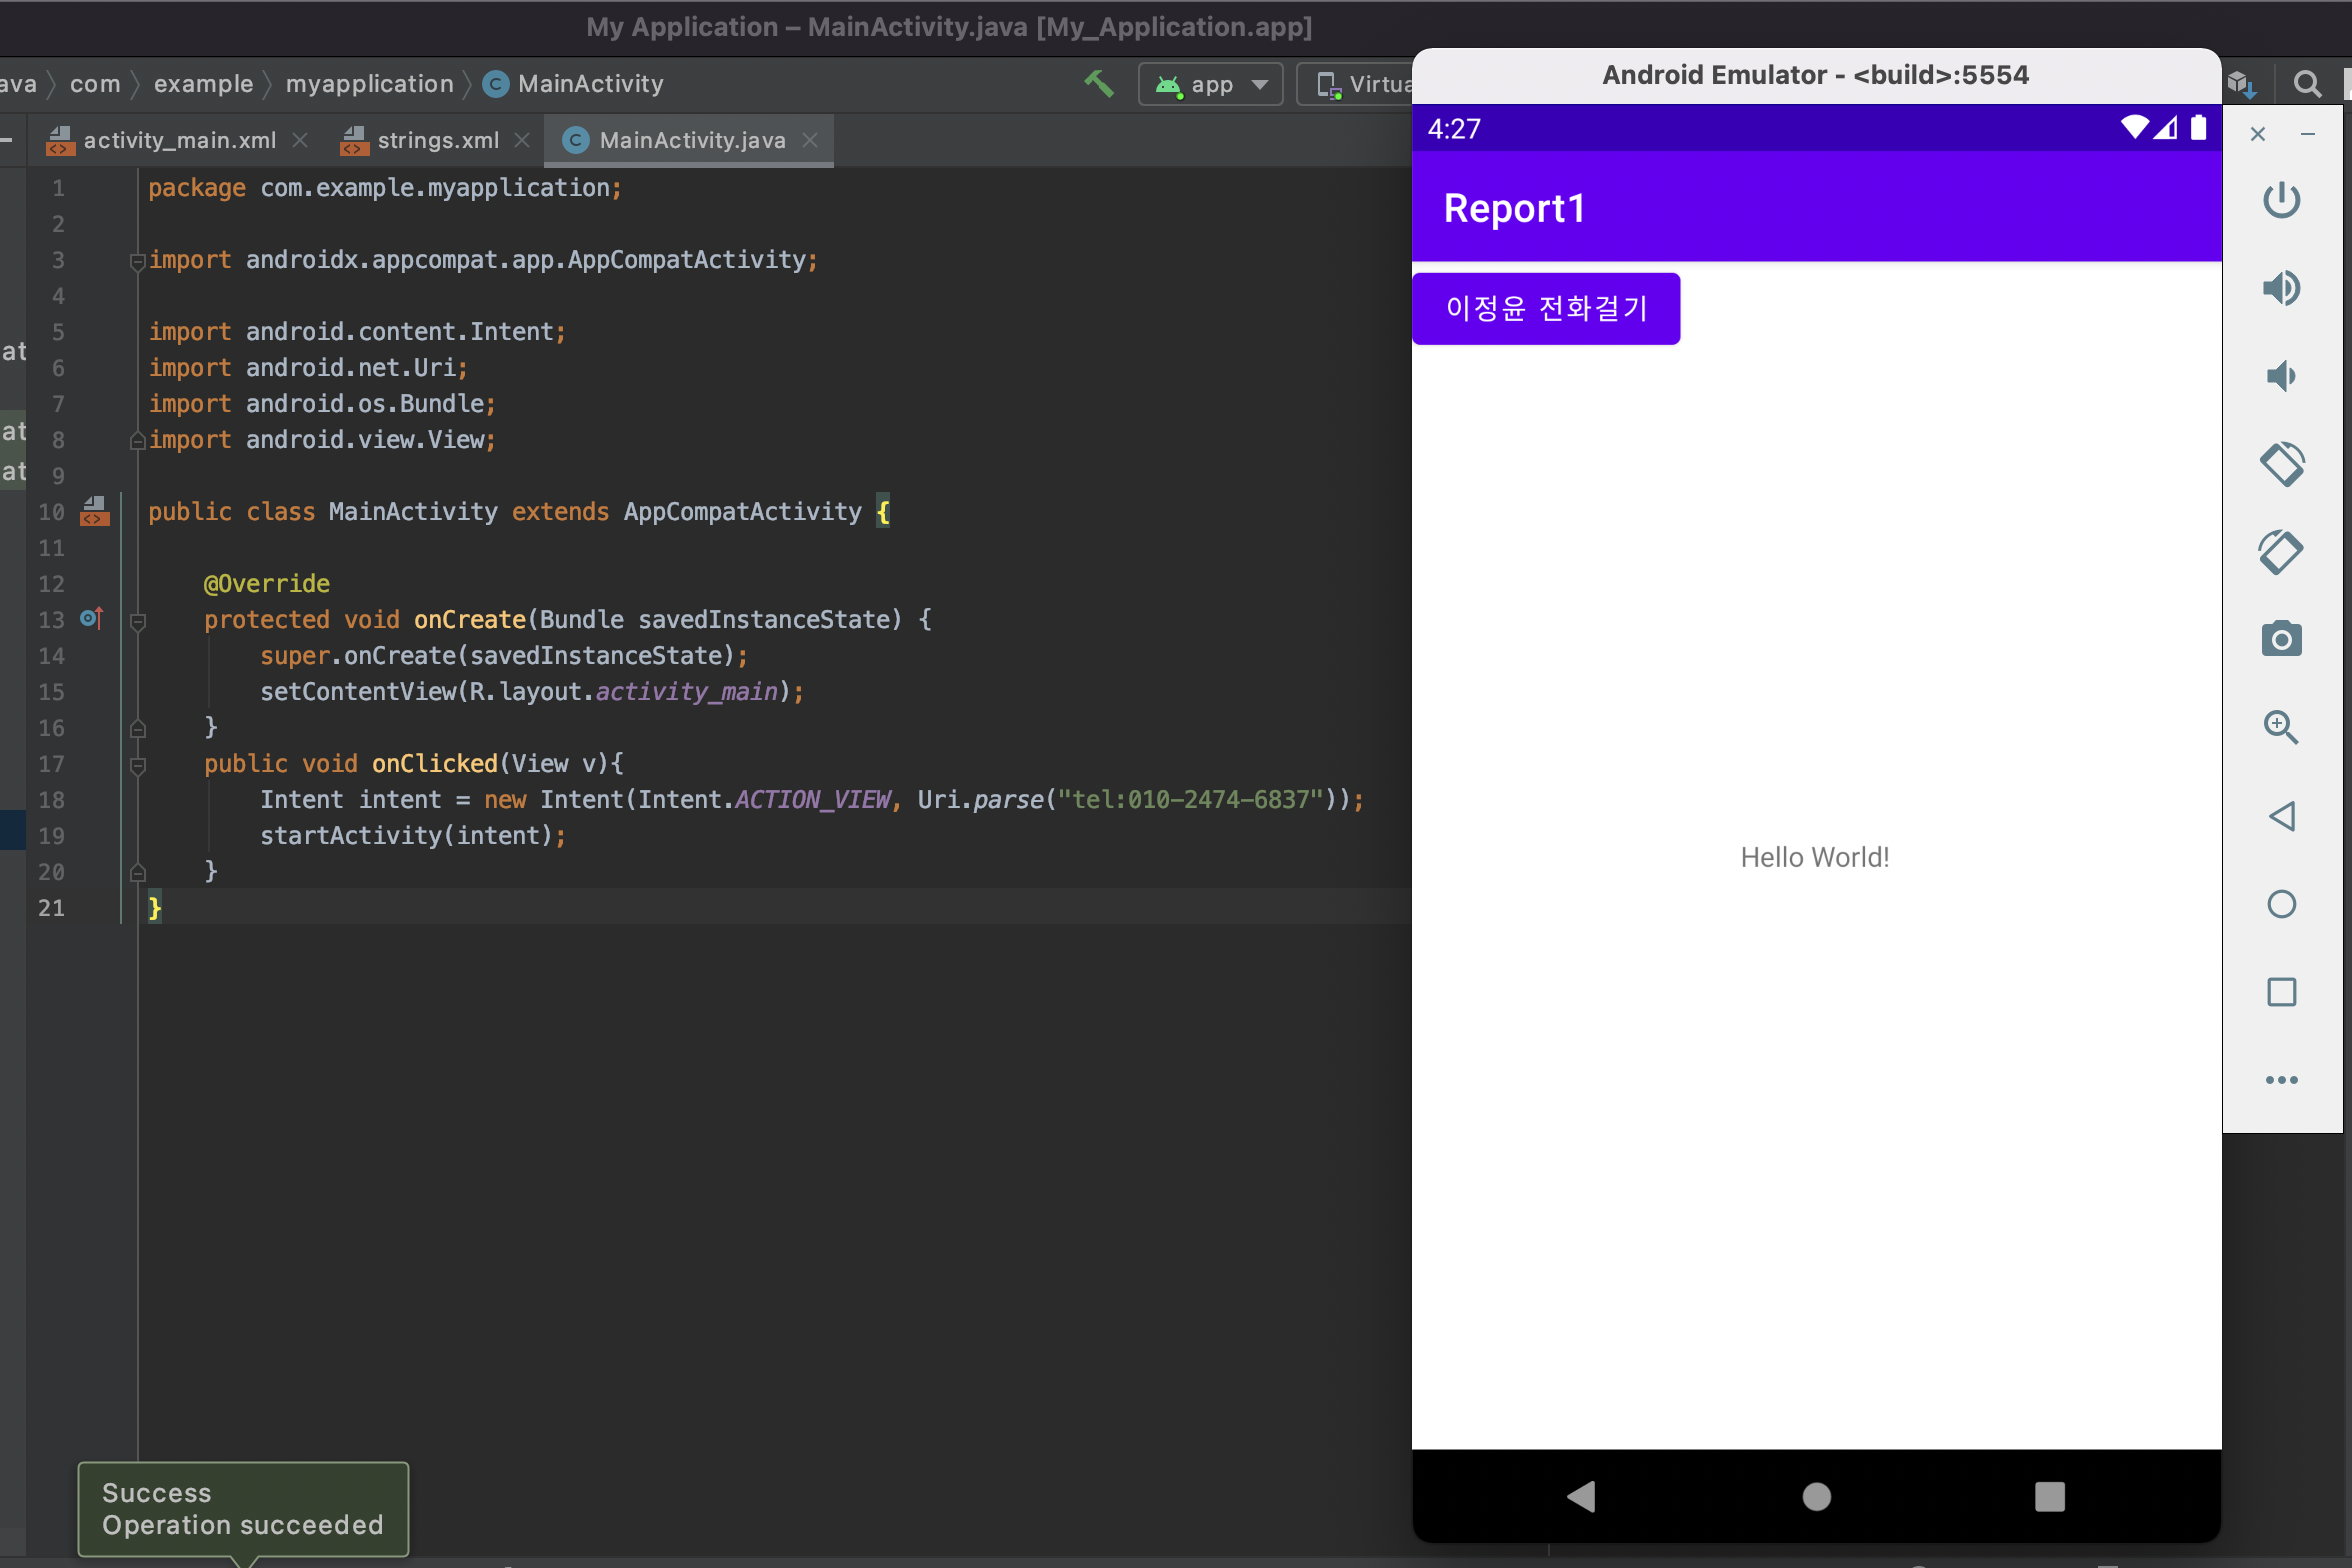 My Application – MainActivity.java [My_Application.app]
ava com example myapplication MainActivity
app
Virtua
activity_main.xml
strings.xml
MainActivity.java
at
at
at
1 package com.example.myapplication;
2
3 import androidx.appcompat.app.AppCompatActivity;
4
5 import android.content.Intent;
6 import android.net.Uri;
7 import android.os.Bundle;
8 import android.view.View;
9
10 public class MainActivity extends AppCompatActivity {
11
12 @Override
13 protected void onCreate(Bundle savedInstanceState) {
14 super.onCreate(savedInstanceState);
15 setContentView(R.layout.activity_main);
16 }
17 public void onClicked(View v){
18 Intent intent = new Intent(Intent.ACTION_VIEW, Uri.parse("tel:010-2474-6837"));
19 startActivity(intent);
20 }
21 }
Success
Operation succeeded
Android Emulator - <build>:5554
4:27
Report1
이정윤 전화걸기
Hello World!